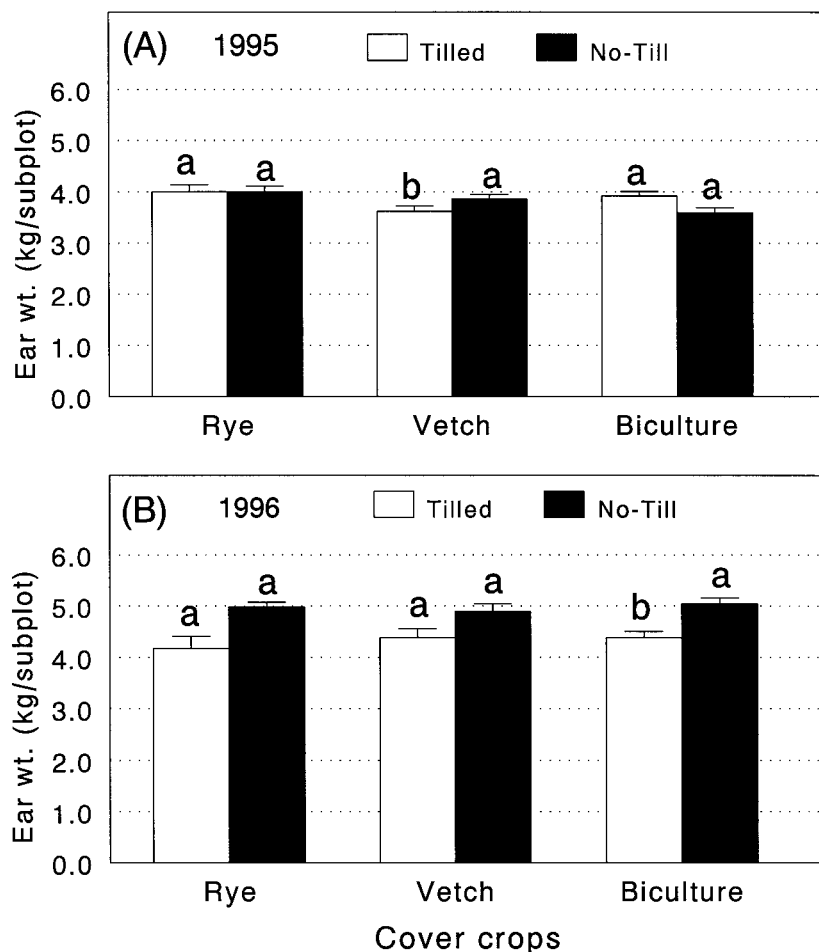 (A) 1995 Tilled No-Till
Ear wt. (kg/subplot)
6.0
5.0
4.0
3.0
2.0
1.0
0.0
a a b a a a
Rye Vetch Biculture
(B) 1996 Tilled No-Till
Ear wt. (kg/subplot)
6.0
5.0
4.0
3.0
2.0
1.0
0.0
a a a a b a
Rye Vetch Biculture
Cover crops